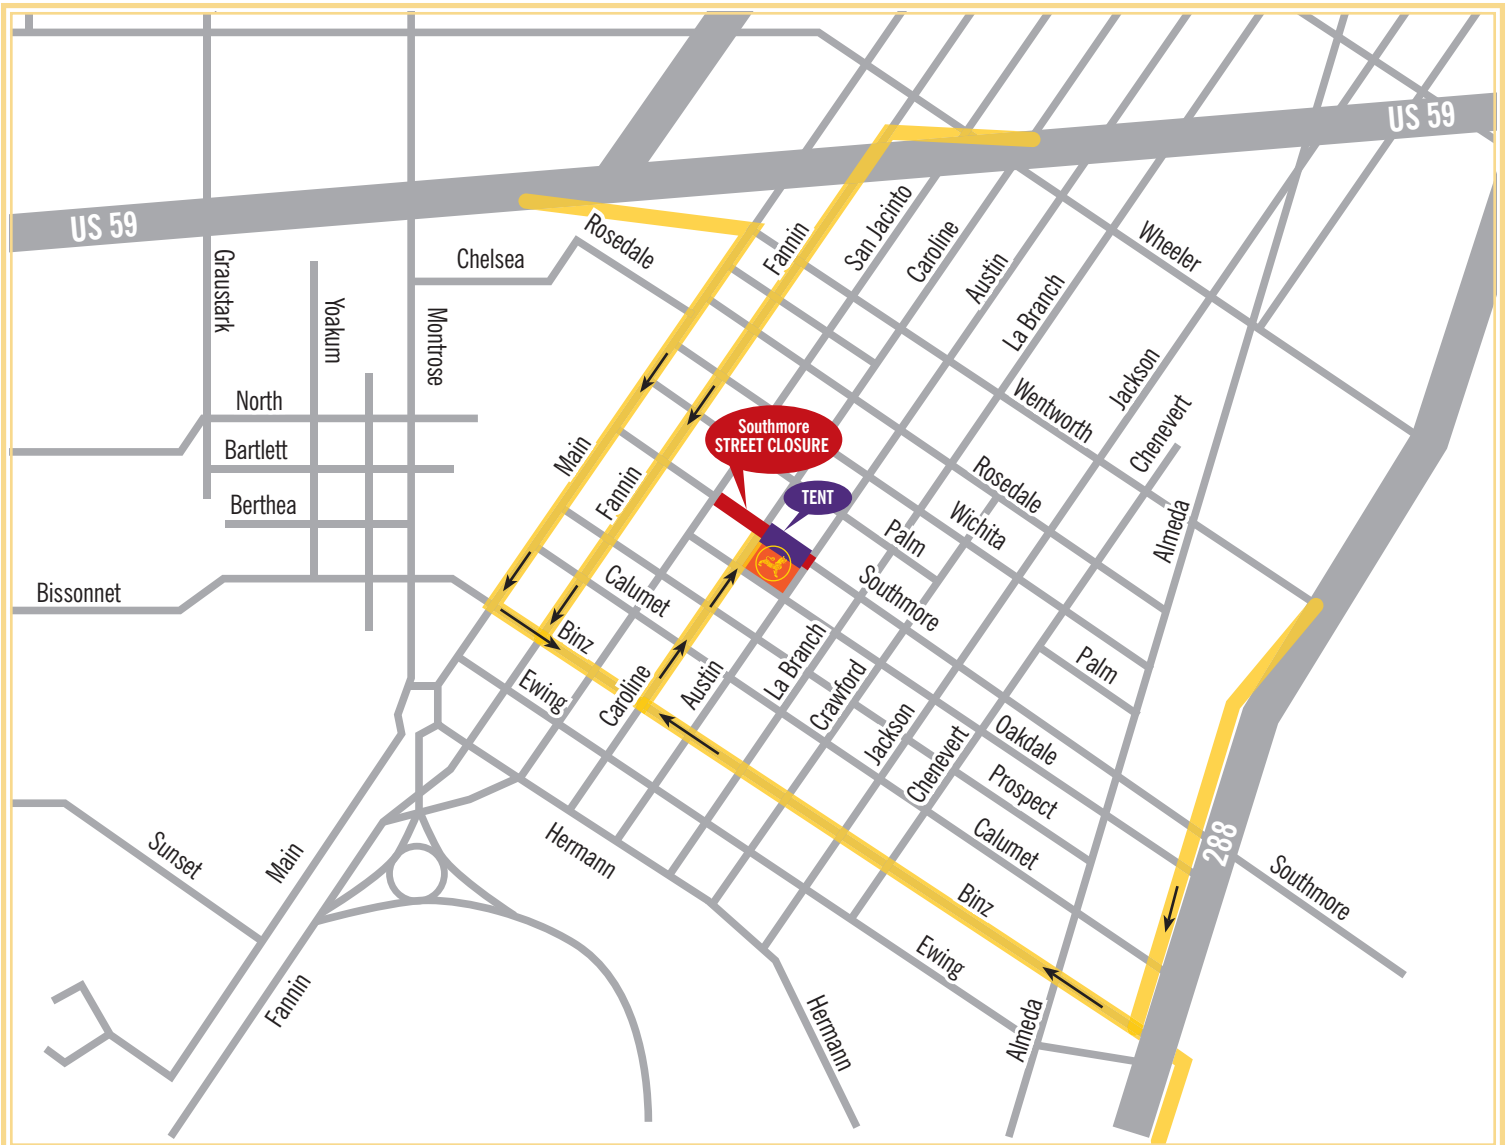 US 59
US 59
Fannin
San Jacinto
Caroline
Austin
Wheeler
Rosedale
Chelsea
Graustark
Yoakum
Montrose
La Branch
Jackson
Wentworth
Chenevert
North
Bartlett
Berthea
Bissonnet
Main
Fannin
Southmore
STREET CLOSURE
TENT
Rosedale
Wichita
Palm
Almeda
Southmore
Calumet
Binz
Ewing
Caroline
Austin
La Branch
Crawford
Jackson
Chenevert
Palm
Oakdale
Prospect
Calumet
288
Southmore
Sunset
Main
Hermann
Binz
Ewing
Fannin
Hermann
Almeda